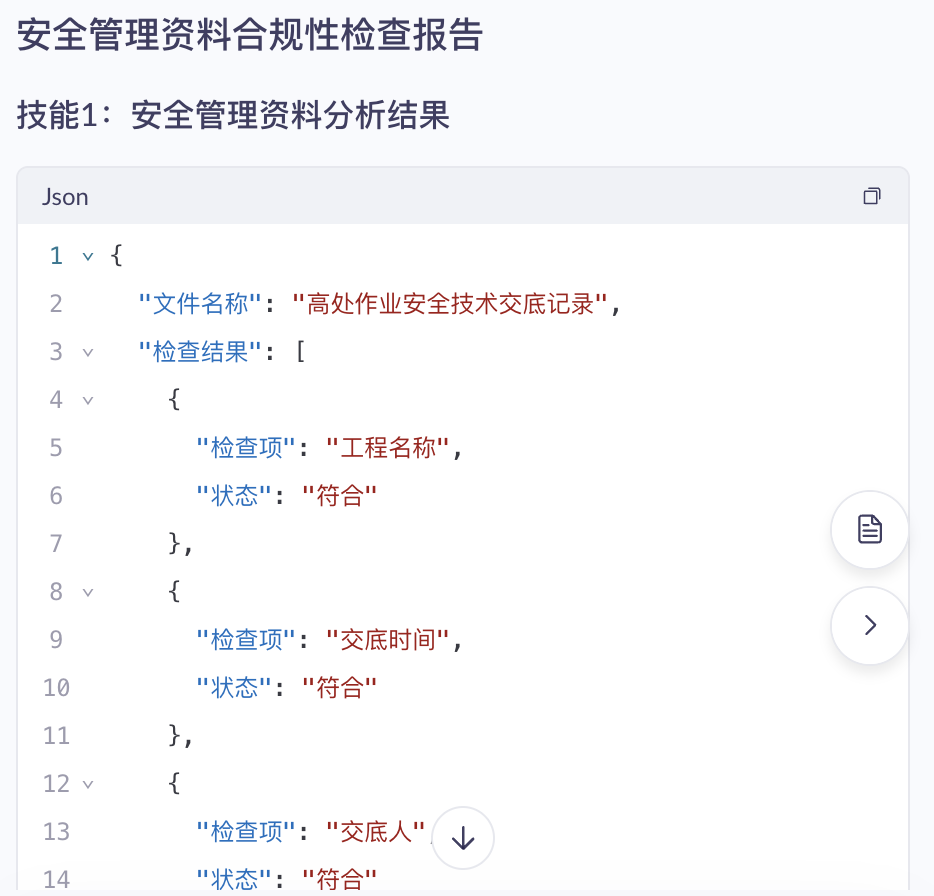 安全管理资料合规性检查报告
技能1：安全管理资料分析结果
Json
1 {
2 "文件名称": "高处作业安全技术交底记录",
3 "检查结果": [
4 {
5 "检查项": "工程名称",
6 "状态": "符合"
7 },
8 {
9 "检查项": "交底时间",
10 "状态": "符合"
11 },
12 {
13 "检查项": "交底人"
14 "状态": "符合"